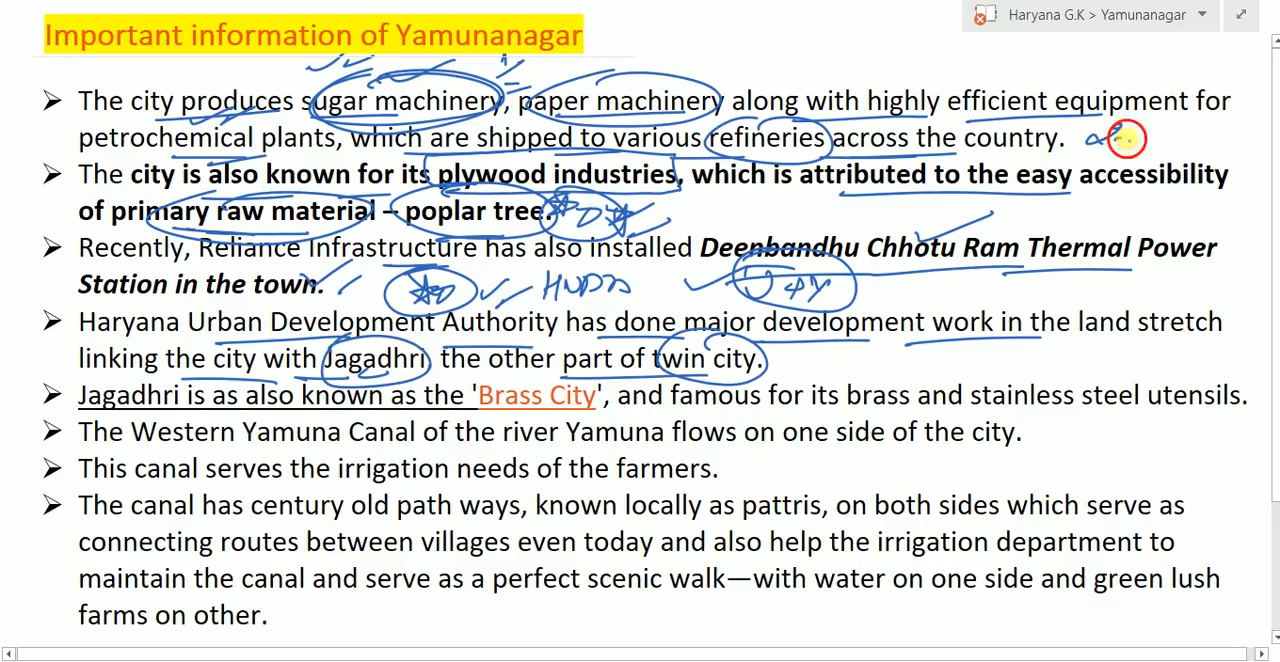 Haryana G.K > Yamunanagar
Important information of Yamunanagar
➢ The city produces sugar machinery, paper machinery along with highly efficient equipment for
petrochemical plants, which are shipped to various refineries across the country.
➢ The city is also known for its plywood industries, which is attributed to the easy accessibility
of primary raw material – poplar tree.
➢ Recently, Reliance Infrastructure has also installed Deenbandhu Chhotu Ram Thermal Power
Station in the town.
➢ Haryana Urban Development Authority has done major development work in the land stretch
linking the city with Jagadhri, the other part of twin city.
➢ Jagadhri is as also known as the 'Brass City', and famous for its brass and stainless steel utensils.
➢ The Western Yamuna Canal of the river Yamuna flows on one side of the city.
➢ This canal serves the irrigation needs of the farmers.
➢ The canal has century old path ways, known locally as pattris, on both sides which serve as
connecting routes between villages even today and also help the irrigation department to
maintain the canal and serve as a perfect scenic walk—with water on one side and green lush
farms on other.